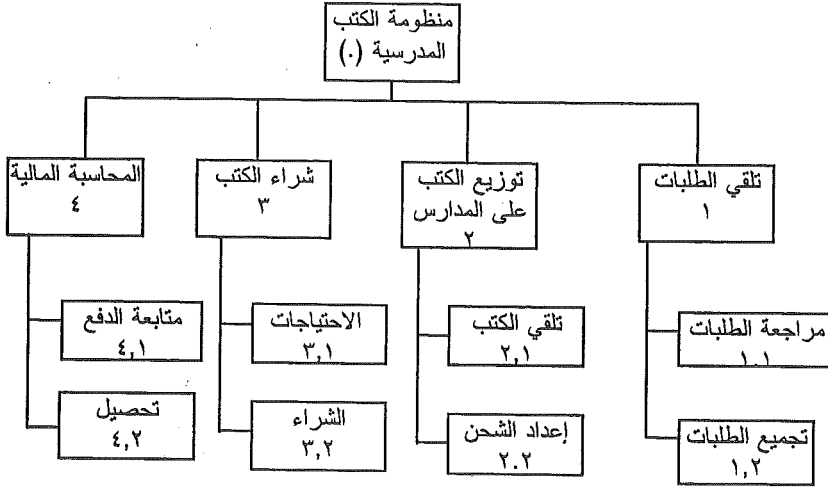 منظومة الكتب
المدرسية (٠)
تلقي الطلبات
١
توزيع الكتب
على المدارس
٢
شراء الكتب
٣
المحاسبة المالية
٤
مراجعة الطلبات
١.١
تجميع الطلبات
١,٢
تلقي الكتب
٢,١
إعداد الشحن
٢.٢
الاحتياجات
٣,١
الشراء
٣,٢
متابعة الدفع
٤,١
تحصيل
٤,٢